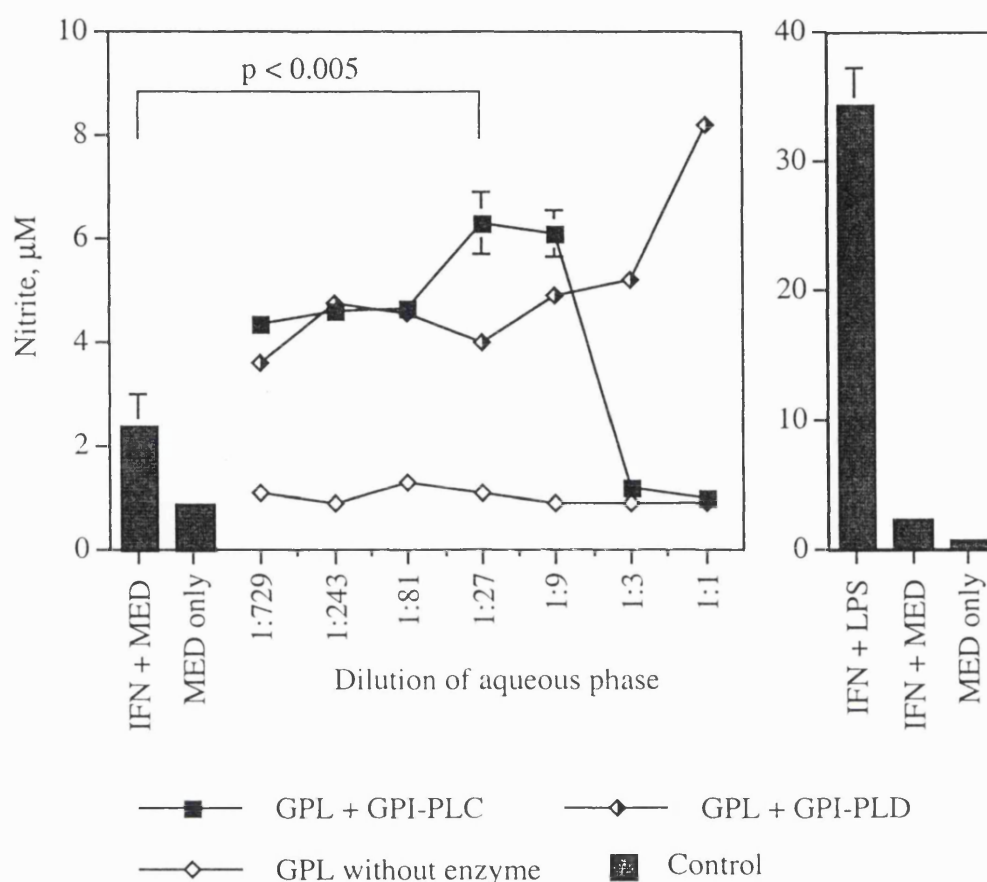 10
8
6
4
2
0
Nitrite, µM
p < 0.005
IFN + MED
MED only
1:729
1:243
1:81
1:27
1:9
1:3
1:1
Dilution of aqueous phase
40
30
20
10
0
IFN + LPS
IFN + MED
MED only
GPL + GPI-PLC
GPL + GPI-PLD
GPL without enzyme
Control